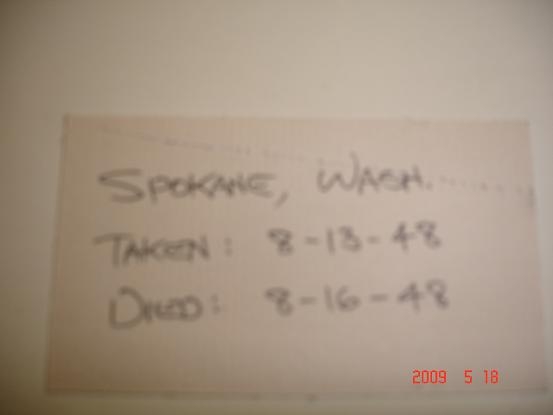 SPOKANE, WASH.
TAKEN: 8-13-48
DIED: 8-16-48
2009 5 18